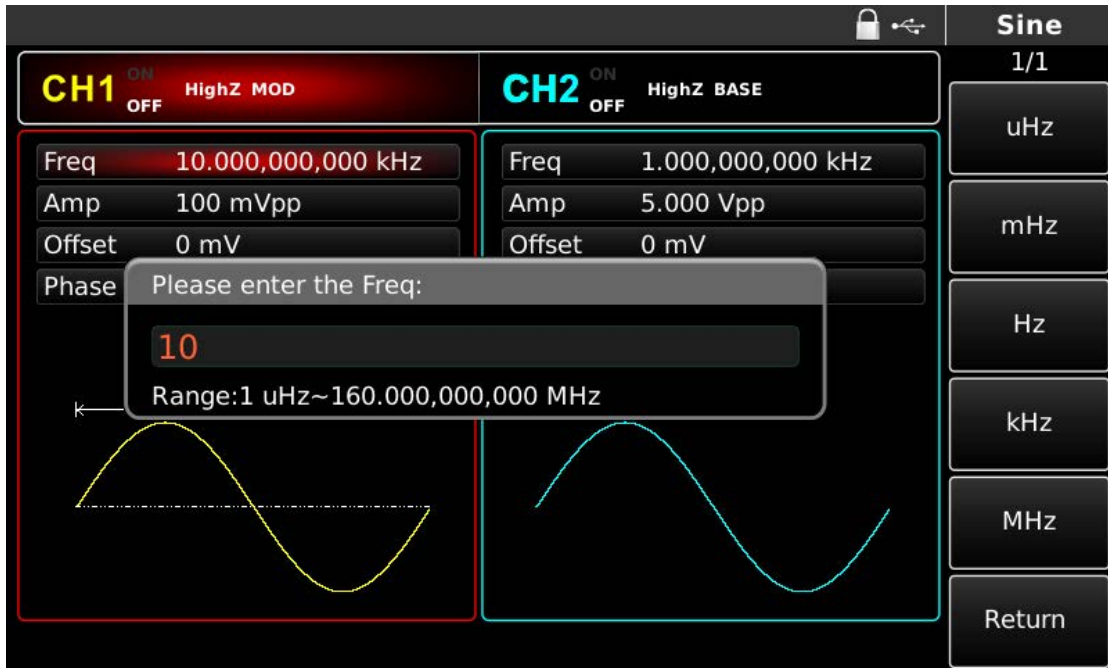 Sine
1/1
CH1 ON OFF HighZ MOD
CH2 ON OFF HighZ BASE
Freq 10.000,000,000 kHz
Amp 100 mVpp
Offset 0 mV
Phase
Freq 1.000,000,000 kHz
Amp 5.000 Vpp
Offset 0 mV
Please enter the Freq:
10
Range:1 uHz~160.000,000,000 MHz
uHz
mHz
Hz
kHz
MHz
Return